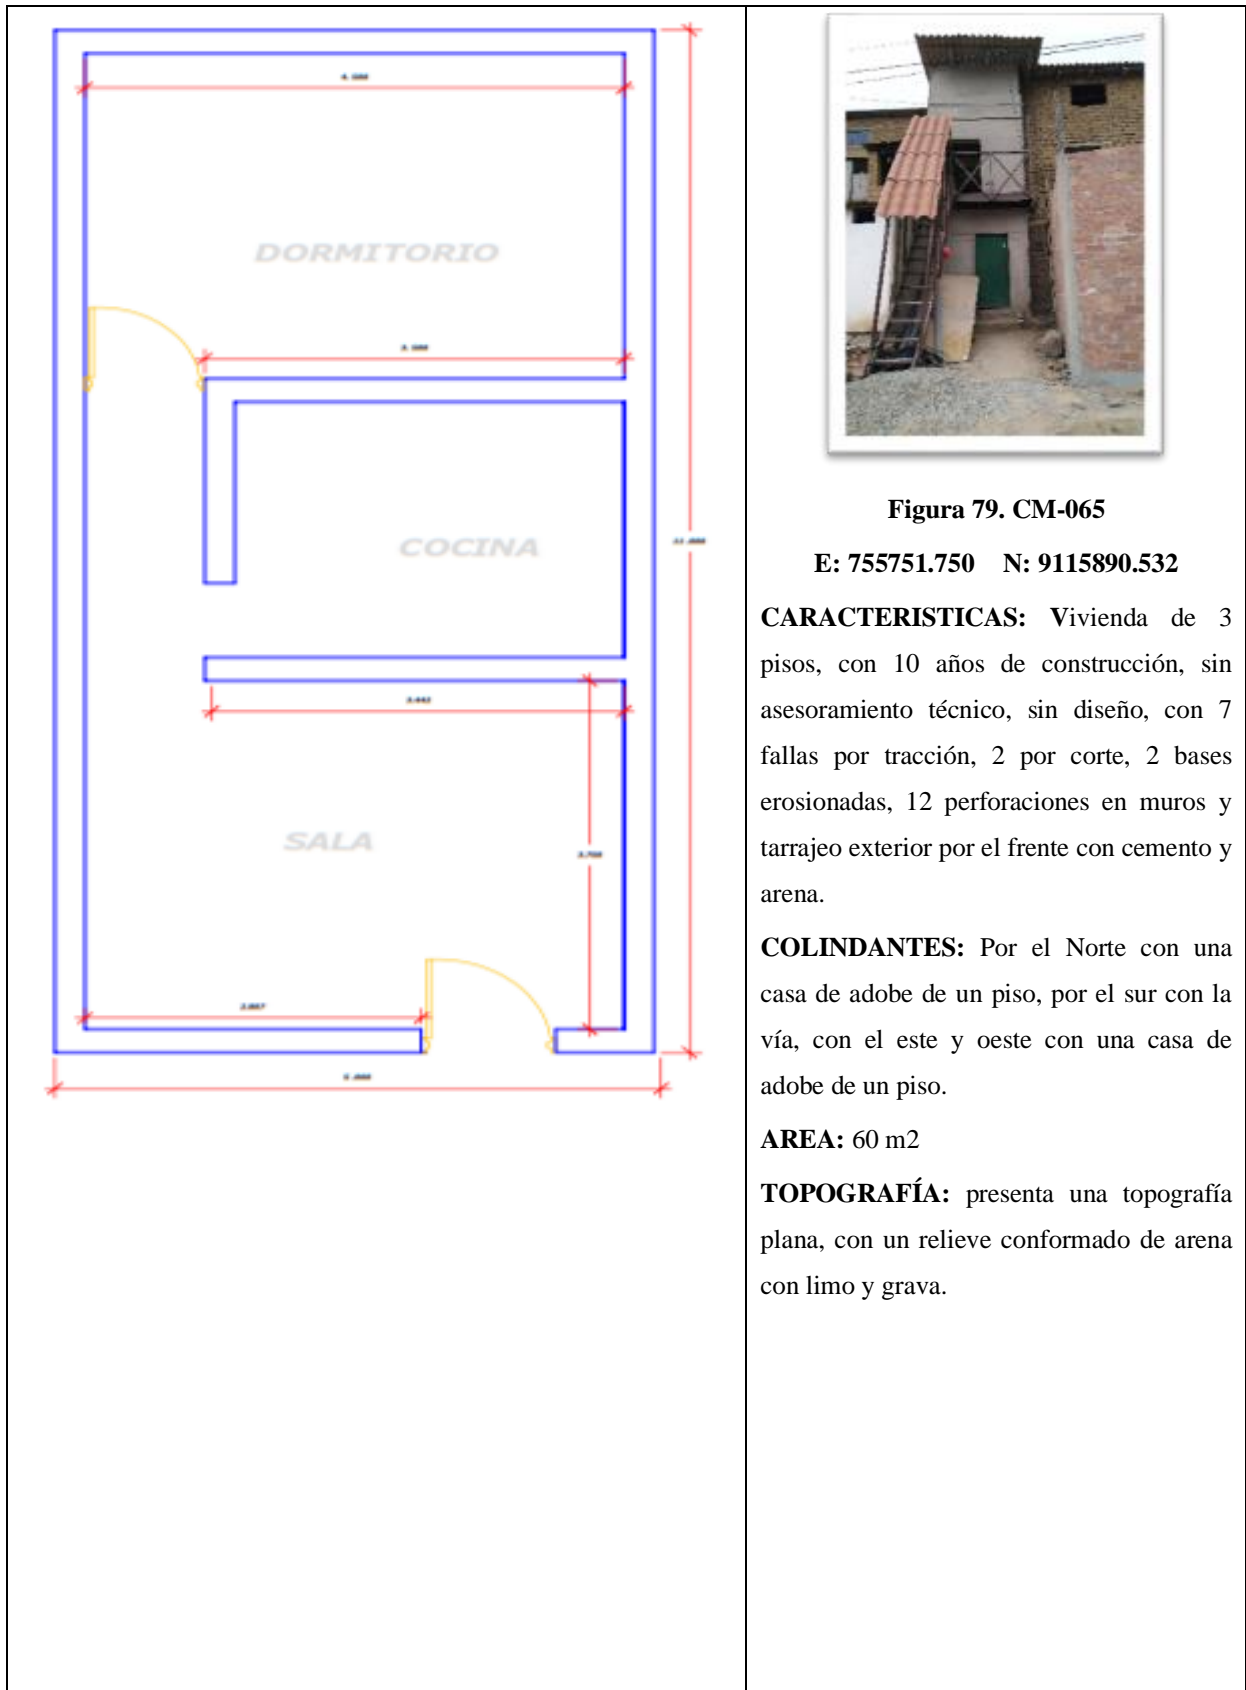 DORMITORIO
COCINA
SALA
Figura 79. CM-065
E: 755751.750 N: 9115890.532
CARACTERISTICAS: Vivienda de 3
pisos, con 10 años de construcción, sin
asesoramiento técnico, sin diseño, con 7
fallas por tracción, 2 por corte, 2 bases
erosionadas, 12 perforaciones en muros y
tarrajeo exterior por el frente con cemento y
arena.
COLINDANTES: Por el Norte con una
casa de adobe de un piso, por el sur con la
vía, con el este y oeste con una casa de
adobe de un piso.
AREA: 60 m2
TOPOGRAFÍA: presenta una topografía
plana, con un relieve conformado de arena
con limo y grava.